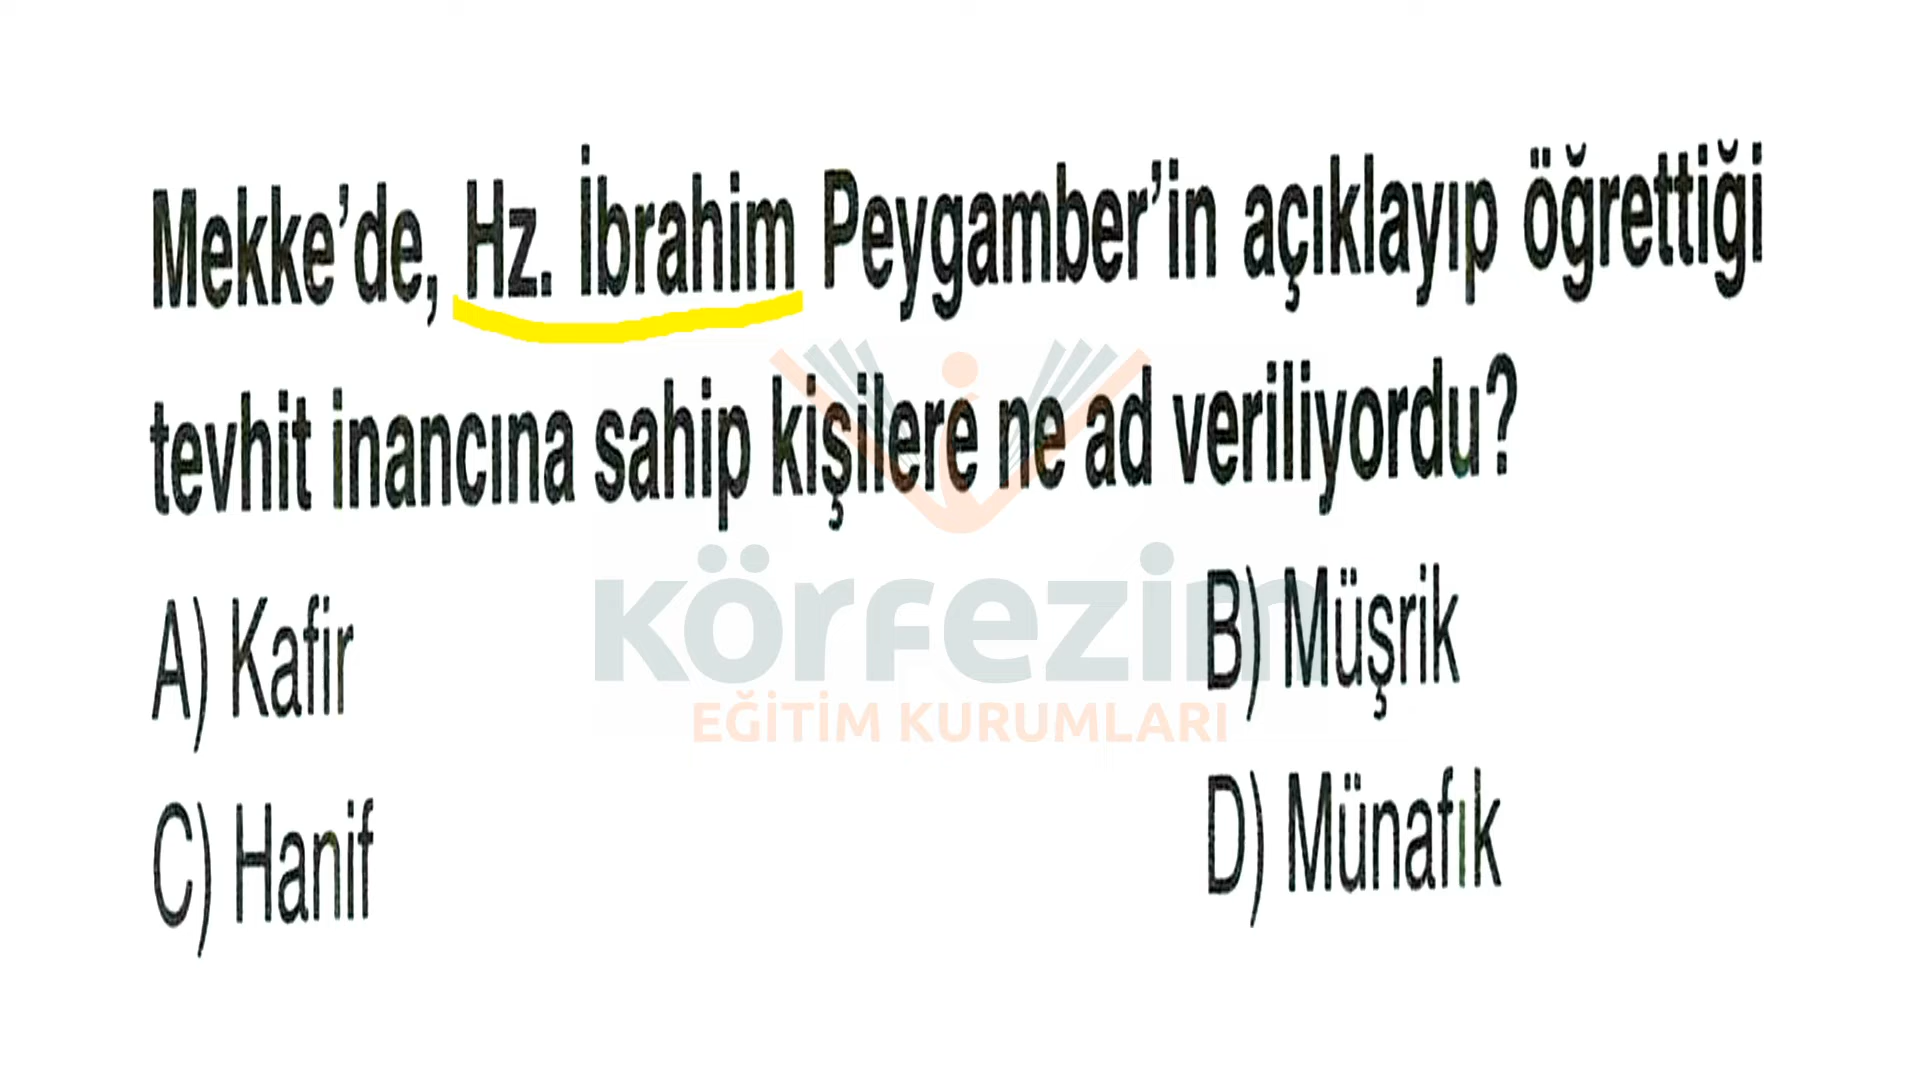 Mekke'de, Hz. İbrahim Peygamber'in açıklayıp öğrettiği
tevhit inancına sahip kişilere ne ad veriliyordu?
A) Kafir
B) Müşrik
C) Hanif
D) Münafık
körfezim
EĞİTİM KURUMLARI